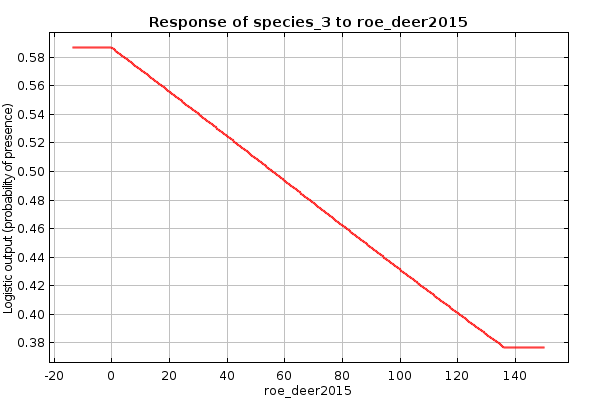 Response of species_3 to roe_deer2015
Logistic output (probability of presence)
0.58
0.56
0.54
0.52
0.50
0.48
0.46
0.44
0.42
0.40
0.38
-20 0 20 40 60 80 100 120 140
roe_deer2015